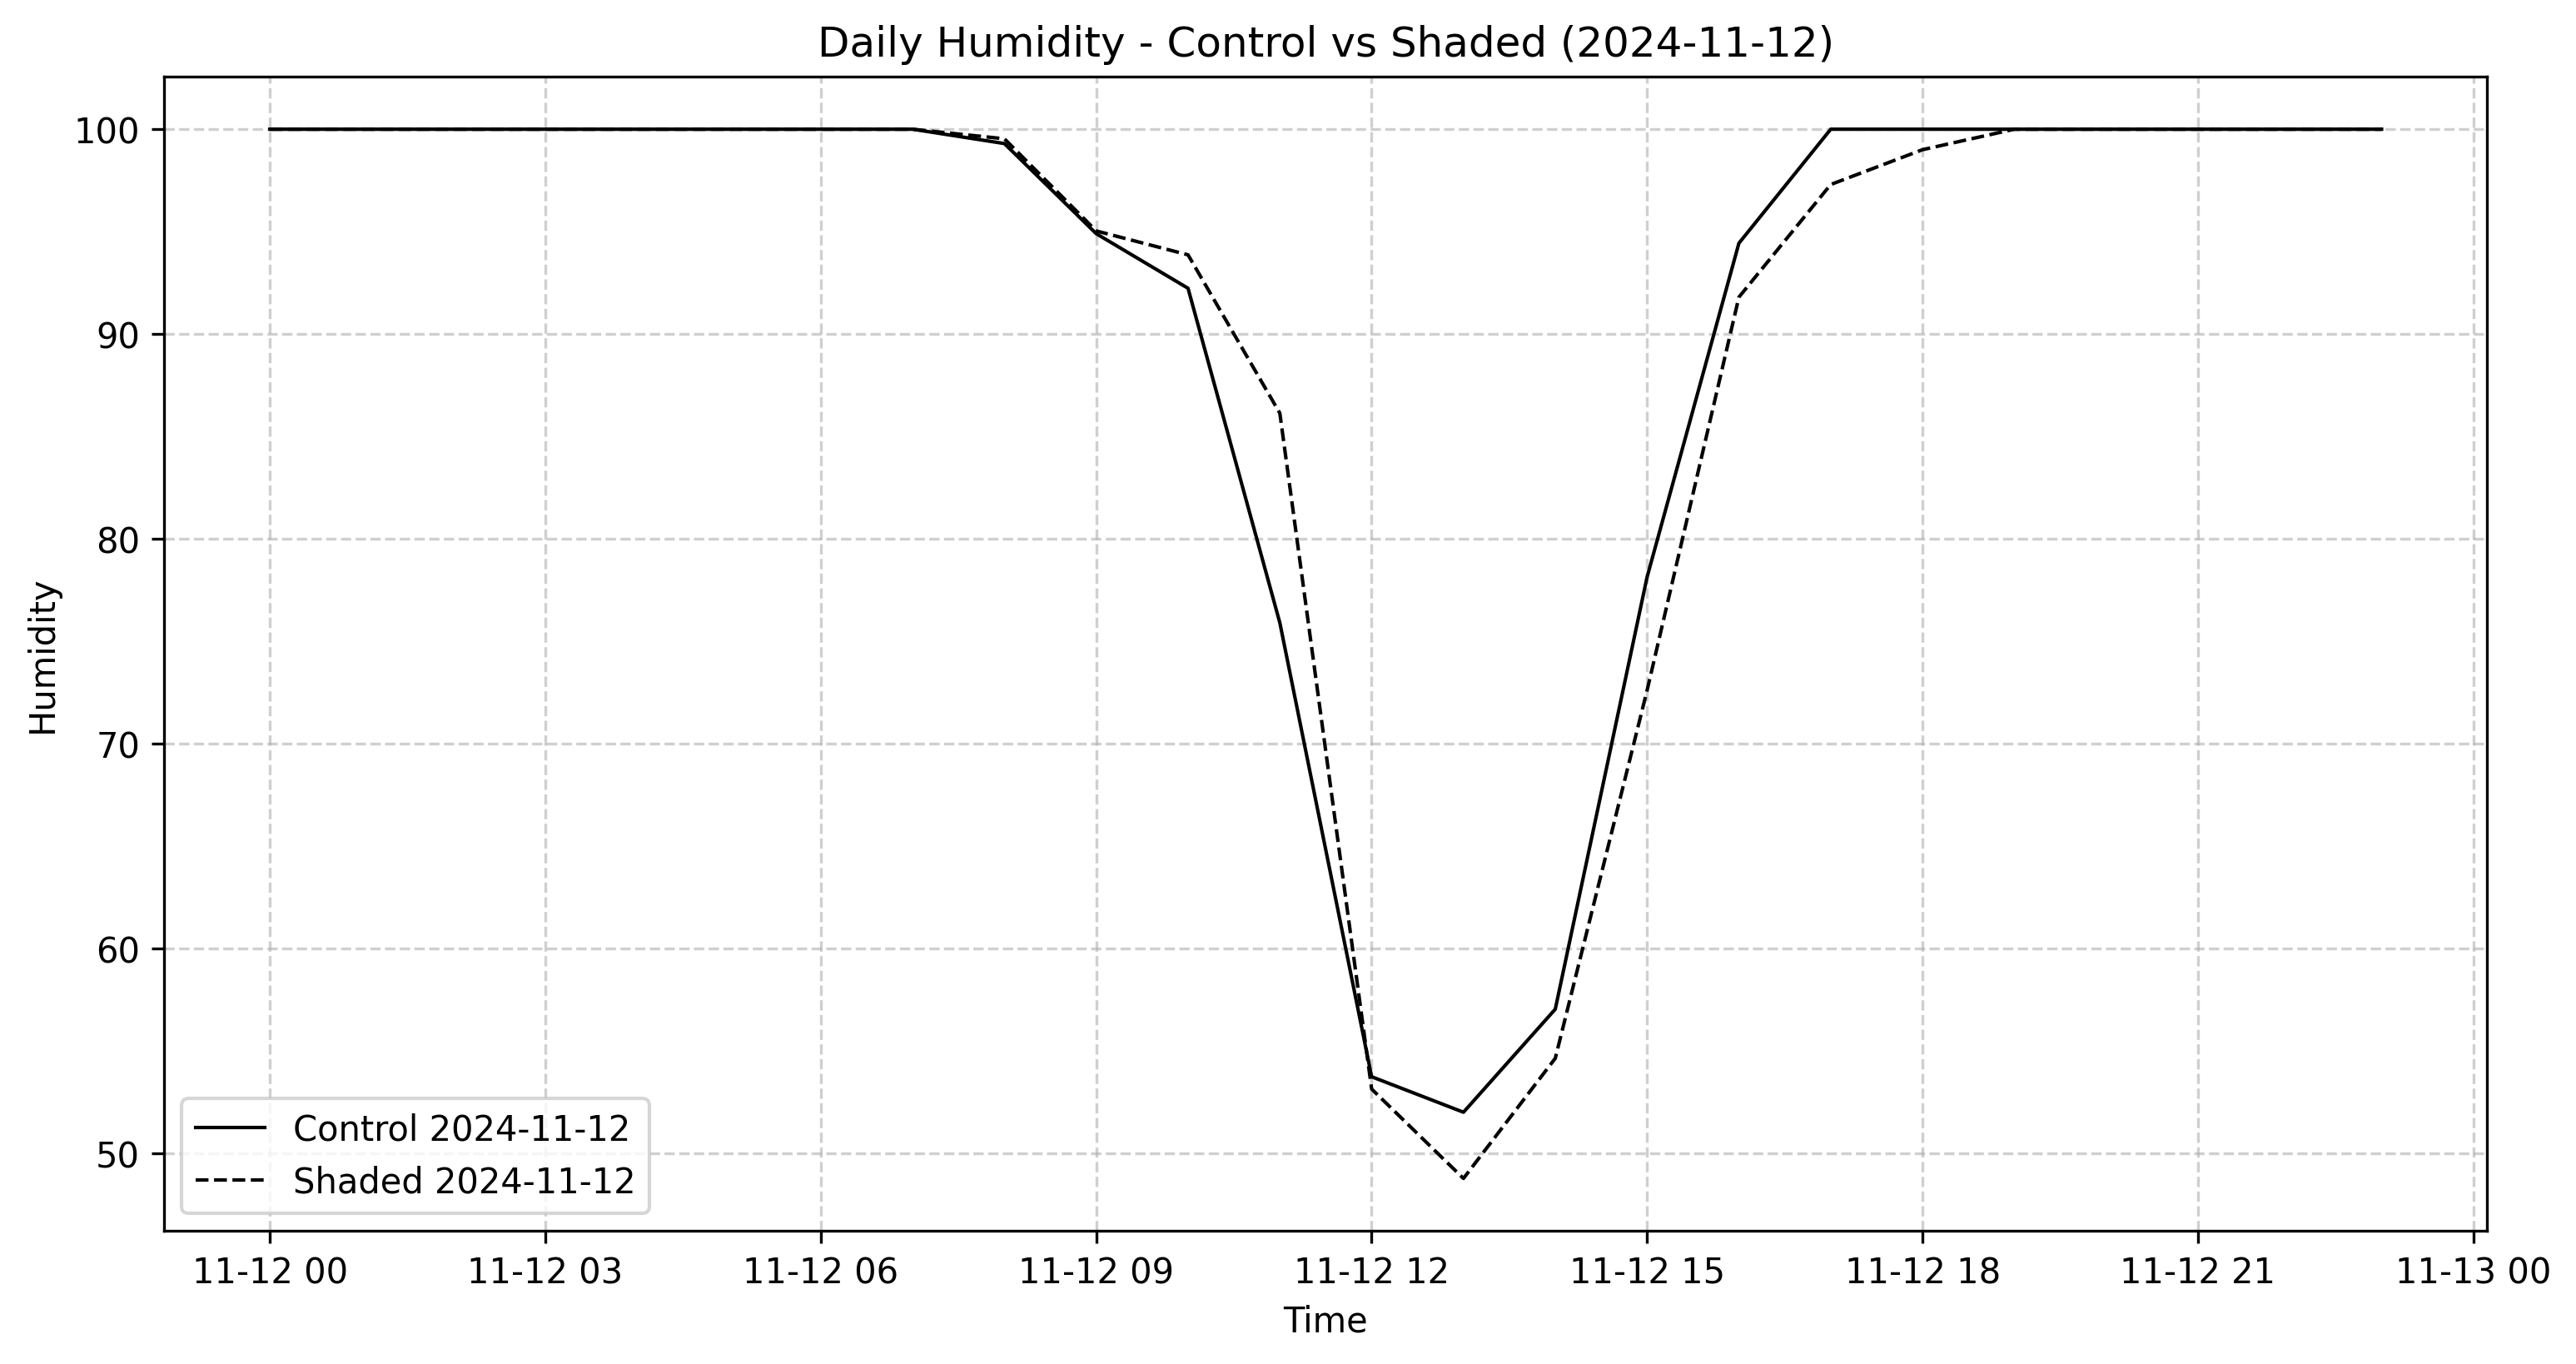 Daily Humidity - Control vs Shaded (2024-11-12)
100
90
80
70
60
50
Humidity
Control 2024-11-12
Shaded 2024-11-12
11-12 00 11-12 03 11-12 06 11-12 09 11-12 12 11-12 15 11-12 18 11-12 21 11-13 00
Time